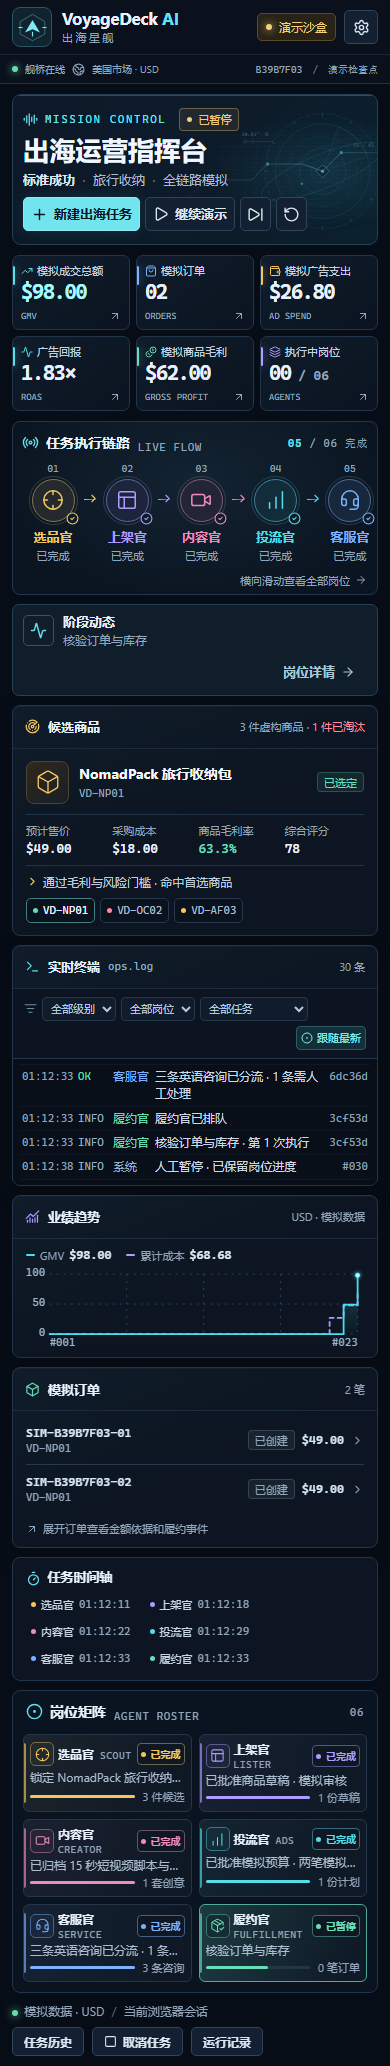 VoyageDeck AI
出海星舰
演示沙盒
舰桥在线 美国市场 · USD B39B7F03 / 演示检查点
MISSION CONTROL 已暂停
出海运营指挥台
标准成功 · 旅行收纳 · 全链路模拟
新建出海任务 继续演示
模拟成交总额 模拟订单 模拟广告支出
$98.00 02 $26.80
GMV ORDERS AD SPEND
广告回报 模拟商品毛利 执行中岗位
1.83× $62.00 00 / 06
ROAS GROSS PROFIT AGENTS
任务执行链路 LIVE FLOW 05 / 06 完成
01 02 03 04 05
选品官 上架官 内容官 投流官 客服官
已完成 已完成 已完成 已完成 已完成
横向滑动查看全部岗位 →
阶段动态
核验订单与库存
岗位详情 →
候选商品 3 件虚构商品 · 1 件已淘汰
NomadPack 旅行收纳包 已选定
VD-NP01
预计售价 采购成本 商品毛利率 综合评分
$49.00 $18.00 63.3% 78
通过毛利与风险门槛 · 命中首选商品
VD-NP01 VD-OC02 VD-AF03
实时终端 ops.log 30 条
全部级别 全部岗位 全部任务
跟随最新
01:12:33 OK 客服官 三条英语咨询已分流 · 1 条需人工处理 6dc36d
01:12:33 INFO 履约官 履约官已排队 3cf53d
01:12:33 INFO 履约官 核验订单与库存 · 第 1 次执行 3cf53d
01:12:38 INFO 系统 人工暂停 · 已保留岗位进度 #030
业绩趋势 USD · 模拟数据
GMV $98.00 累计成本 $68.68
100
50
0
#001 #023
模拟订单 2 笔
SIM-B39B7F03-01 已创建 $49.00
VD-NP01
SIM-B39B7F03-02 已创建 $49.00
VD-NP01
展开订单查看金额依据和履约事件
任务时间轴
选品官 01:12:11 上架官 01:12:18
内容官 01:12:22 投流官 01:12:29
客服官 01:12:33 履约官 01:12:33
岗位矩阵 AGENT ROSTER 06
选品官 SCOUT 已完成
锁定 NomadPack 旅行收纳...
3 件候选
上架官 LISTER 已完成
已批准商品草稿 · 模拟审核
1 份草稿
内容官 CREATOR 已完成
已归档 15 秒短视频脚本与...
1 套创意
投流官 ADS 已完成
已批准模拟预算 · 两笔模拟...
1 份计划
客服官 SERVICE 已完成
三条英语咨询已分流 · 1 条...
3 条咨询
履约官 FULFILLMENT 已暂停
核验订单与库存
0 笔订单
模拟数据 · USD / 当前浏览器会话
任务历史 取消任务 运行记录